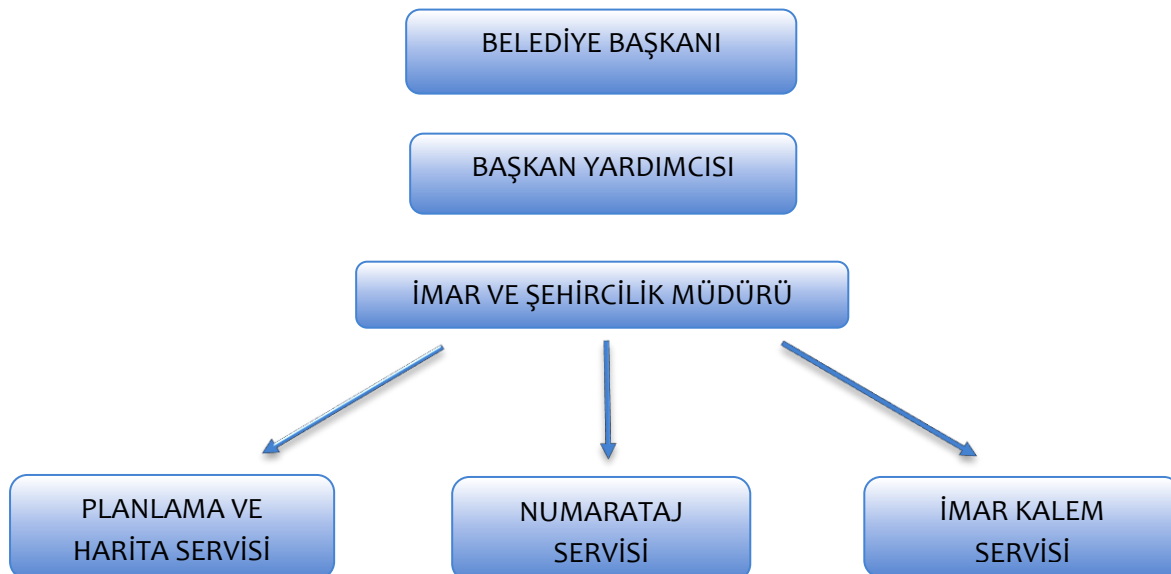 BELEDİYE BAŞKANI
BAŞKAN YARDIMCISI
İMAR VE ŞEHİRCİLİK MÜDÜRÜ
PLANLAMA VE
HARİTA SERVİSİ
NUMARATAJ
SERVİSİ
İMAR KALEM
SERVİSİ